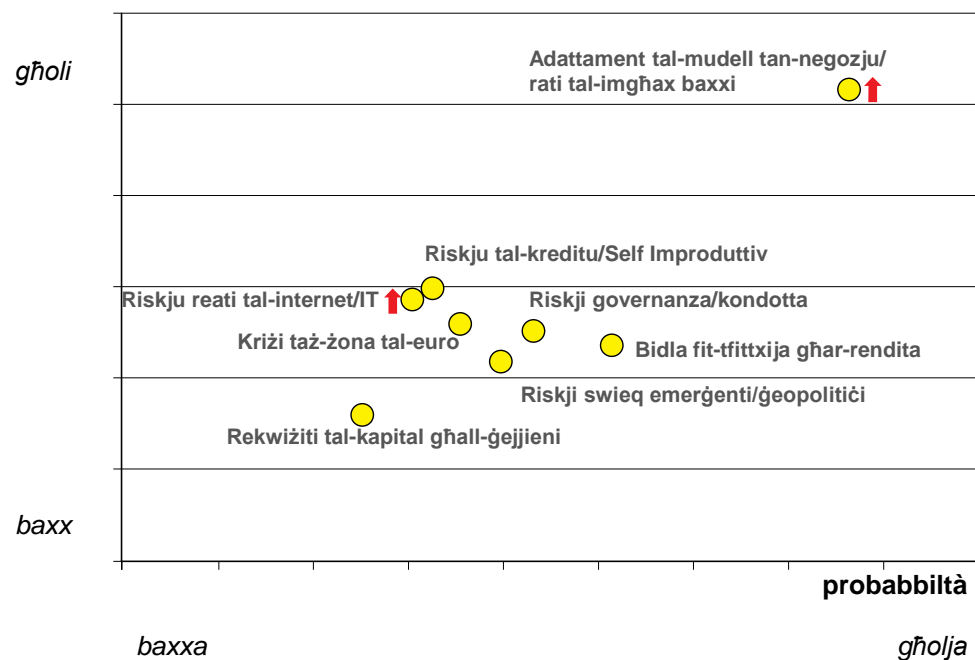 għoli
Adattament tal-mudell tan-negozju/
rati tal-imgħax baxxi
Riskju tal-kreditu/Self Improduttiv
Riskju reati tal-internet/IT
Riskji governanza/kondotta
Kriżi taż-żona tal-euro
Bidla fit-tfittxija għar-rendita
Riskji swieq emerġenti/ġeopolitiċi
Rekwiżiti tal-kapital għall-ġejjieni
baxx
probabbiltà
baxxa
għolja